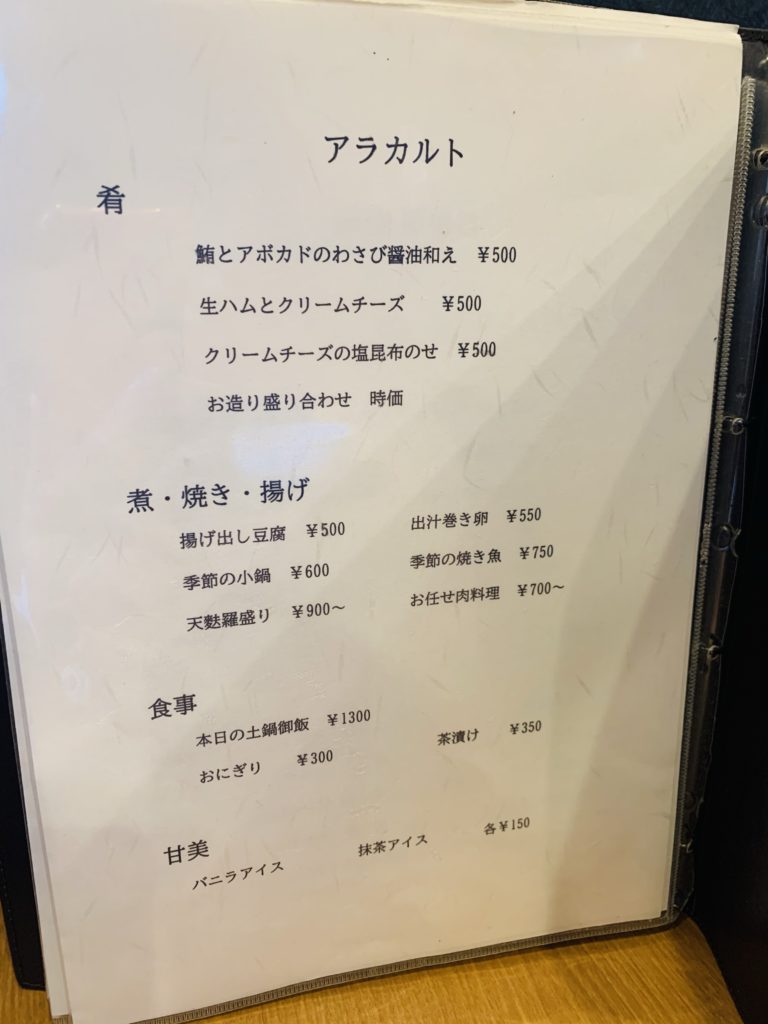 アラカルト
肴
鮪とアボカドのわさび醤油和え ¥500
生ハムとクリームチーズ ¥500
クリームチーズの塩昆布のせ ¥500
お造り盛り合わせ 時価
煮・焼き・揚げ
揚げ出し豆腐 ¥500 出汁巻き卵 ¥550
季節の小鍋 ¥600 季節の焼き魚 ¥750
天麩羅盛り ¥900～ お任せ肉料理 ¥700～
食事
本日の土鍋御飯 ¥1300 茶漬け ¥350
おにぎり ¥300
甘美
バニラアイス 抹茶アイス 各¥150